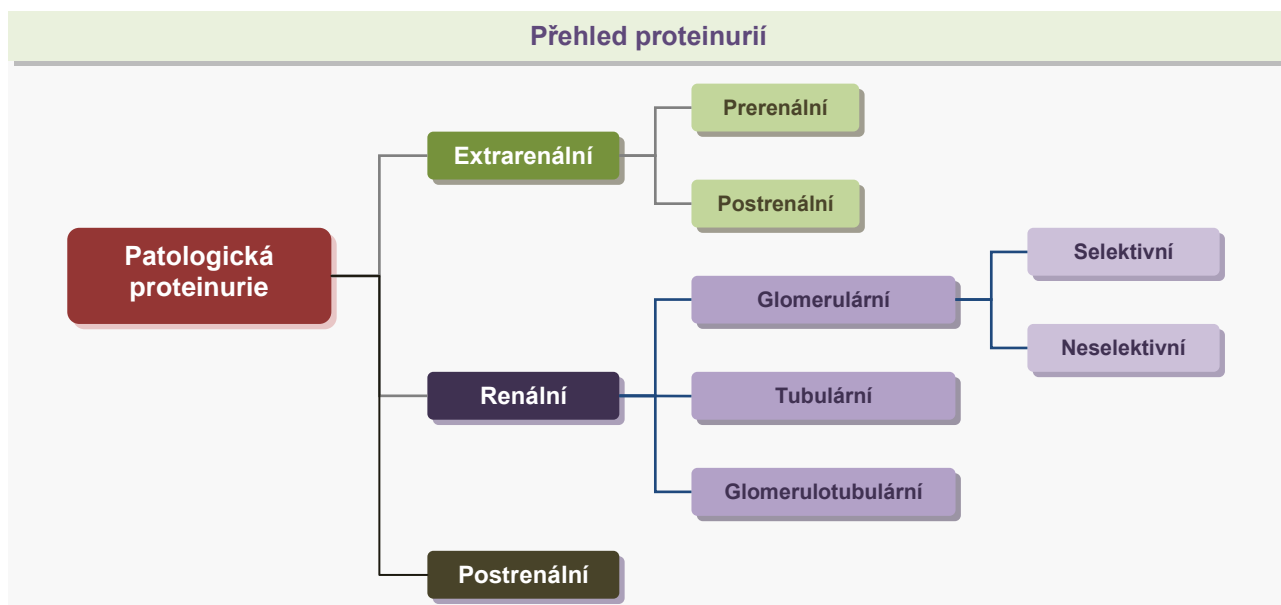 Přehled proteinurií
Prerenální
Extrarenální
Postrenální
Patologická
proteinurie
Selektivní
Glomerulární
Neselektivní
Renální
Tubulární
Glomerulotubulární
Postrenální